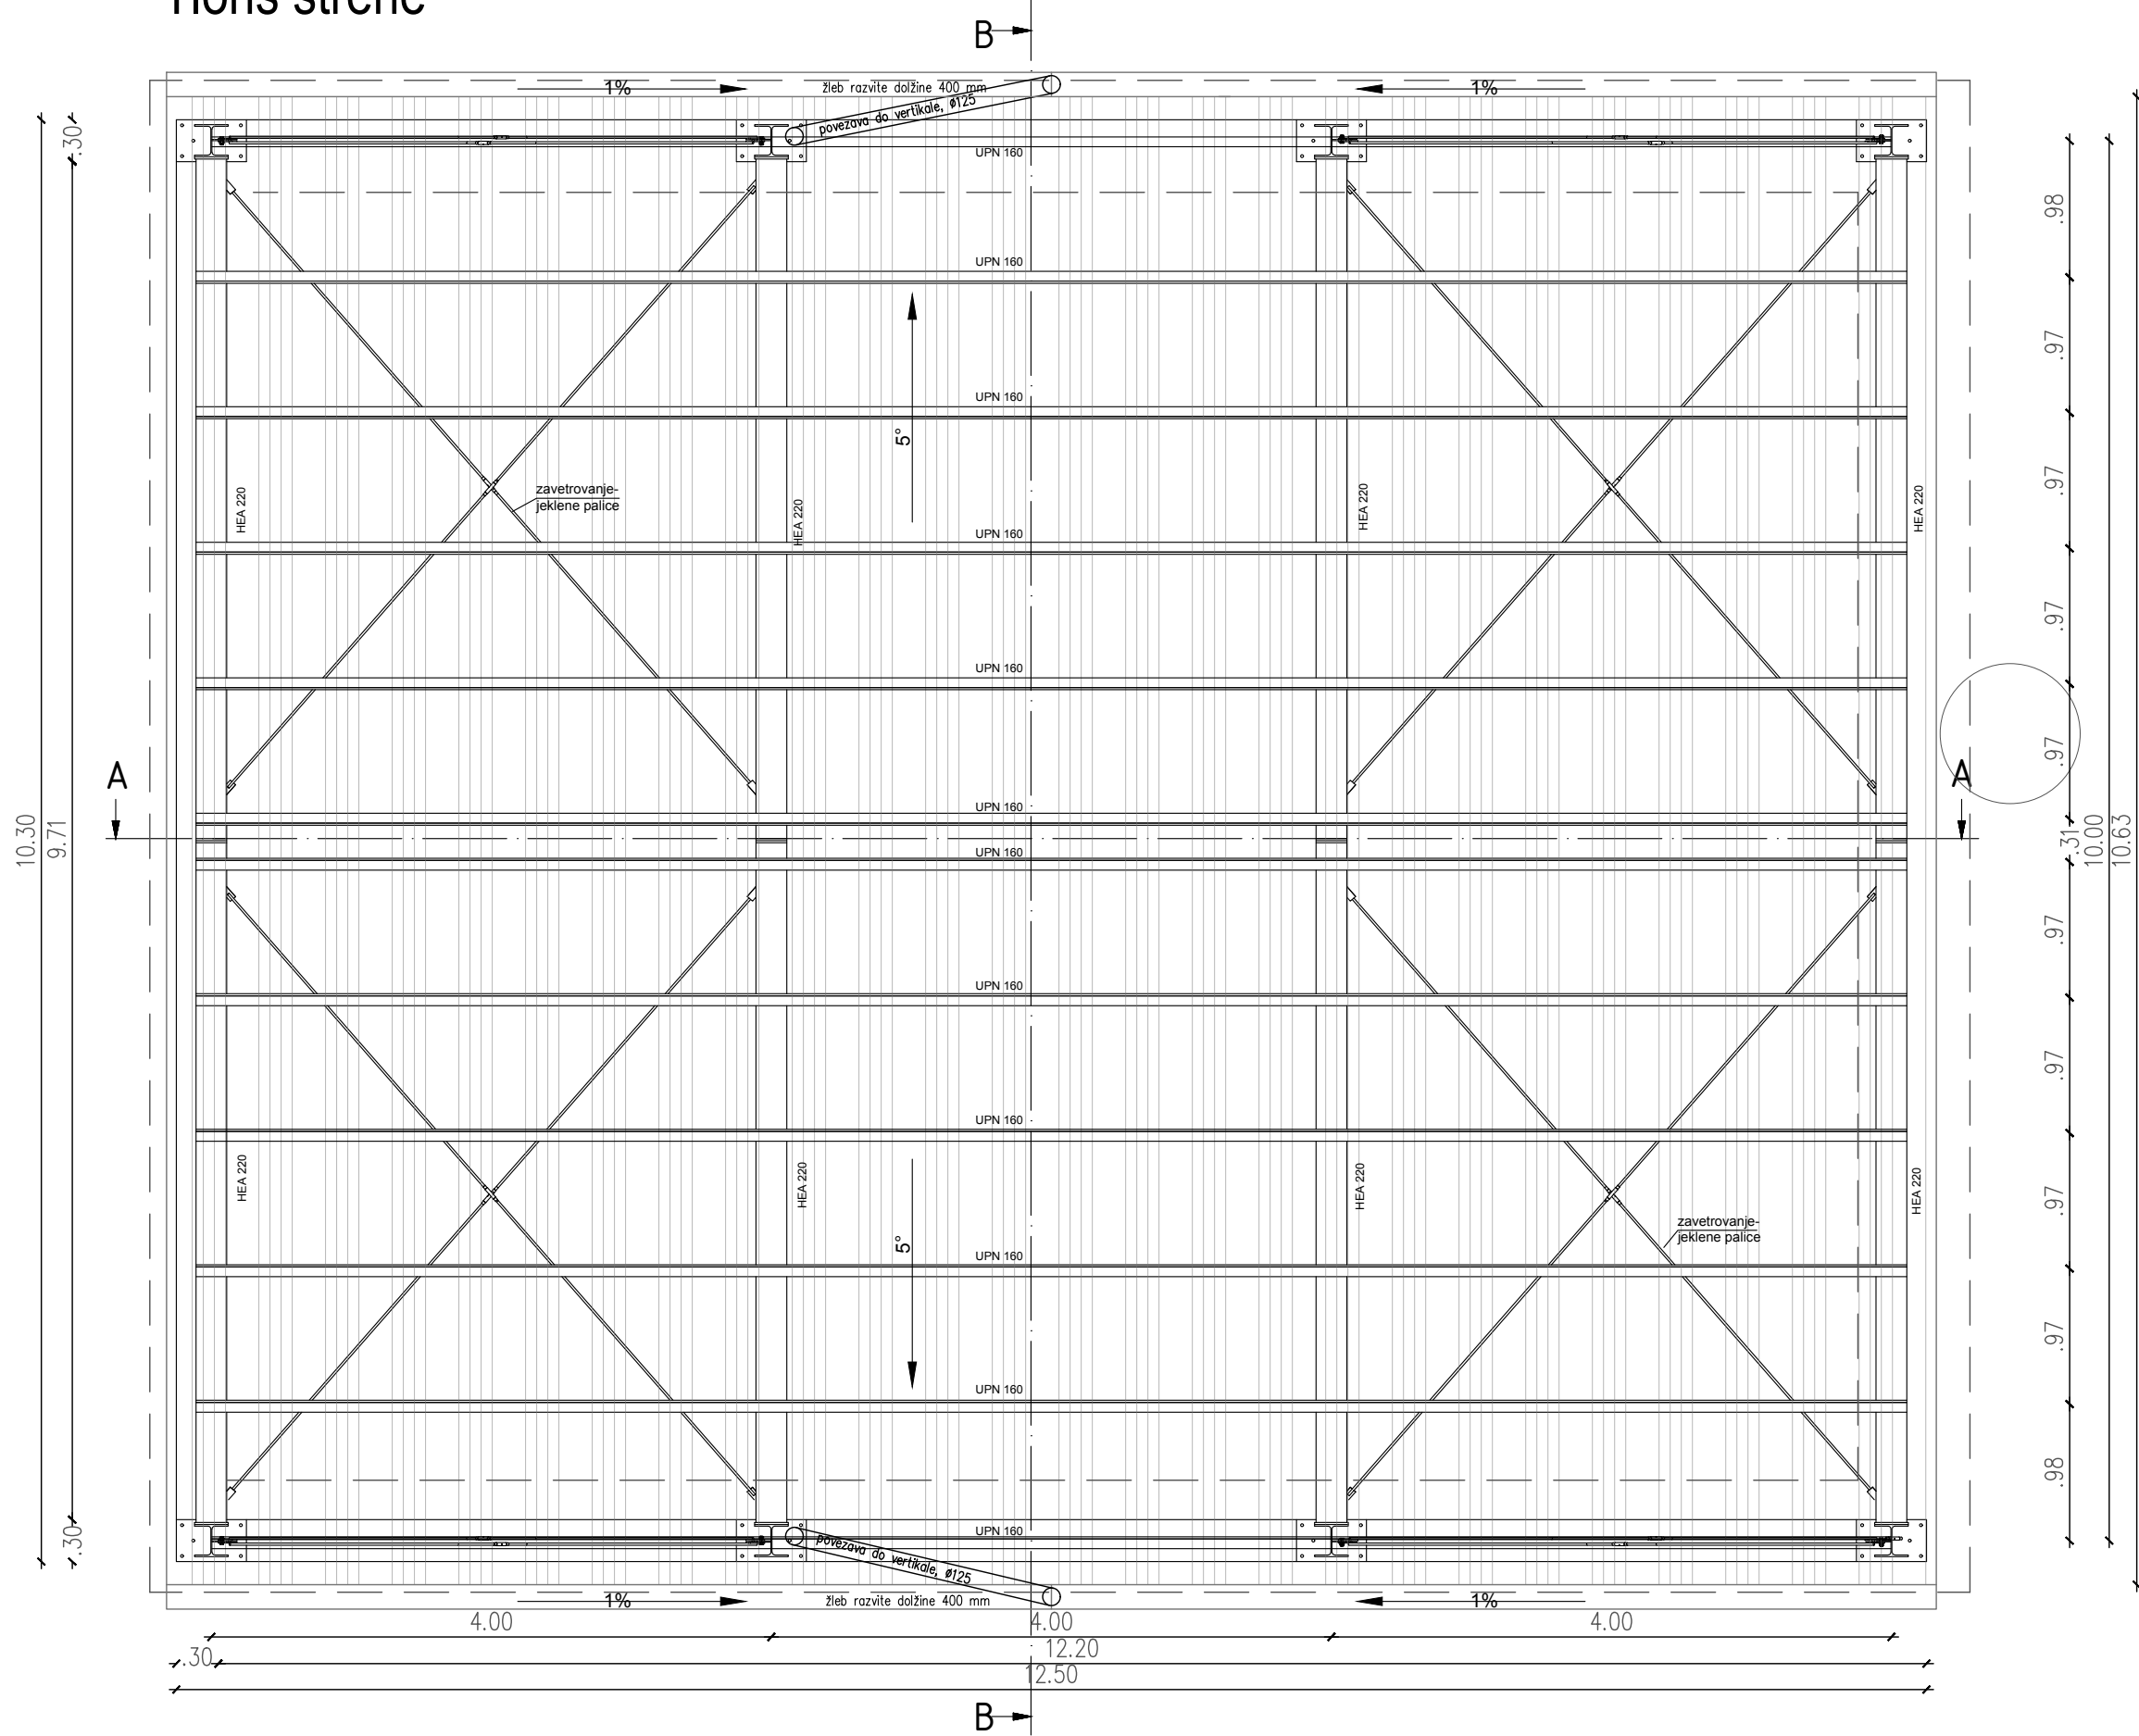 Tloris strehe
B
1%
žleb razvite dolžine 400 mm
1%
povezava do vertikale, ø125
.30
UPN 160
.98
UPN 160
.97
UPN 160
5°
zavetrovanje-
jeklene palice
HEA 220
HEA 220
HEA 220
HEA 220
.97
UPN 160
.97
UPN 160
.97
A
A
UPN 160
10.30
9.71
.31
10.00
10.63
UPN 160
.97
UPN 160
.97
UPN 160
HEA 220
HEA 220
HEA 220
HEA 220
.97
5°
zavetrovanje-
jeklene palice
UPN 160
.97
UPN 160
.98
.30
UPN 160
povezava do vertikale, ø125
1%
žleb razvite dolžine 400 mm
1%
4.00
4.00
4.00
.30
12.20
12.50
B